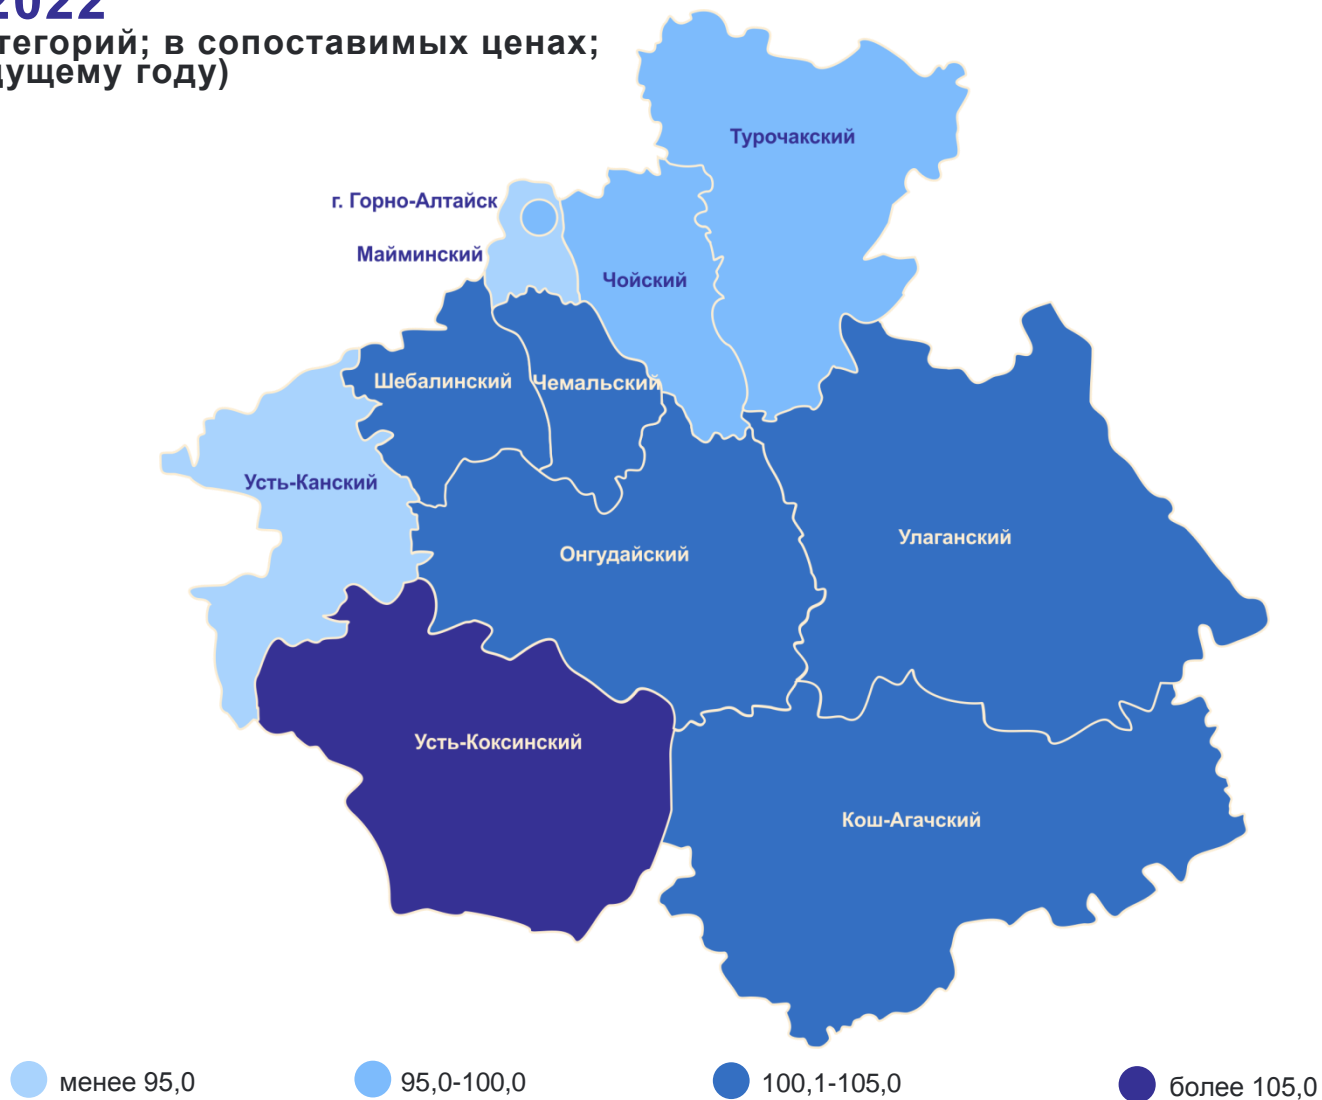 2022
тегорий; в сопоставимых ценах;
дущему году)
Турочакский
г. Горно-Алтайск
Майминский
Чойский
Шебалинский
Чемальский
Усть-Канский
Улаганский
Онгудайский
Усть-Коксинский
Кош-Агачский
менее 95,0
95,0-100,0
100,1-105,0
более 105,0